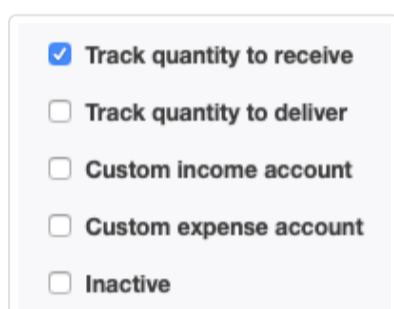 Track quantity to receive
Track quantity to deliver
Custom income account
Custom expense account
Inactive